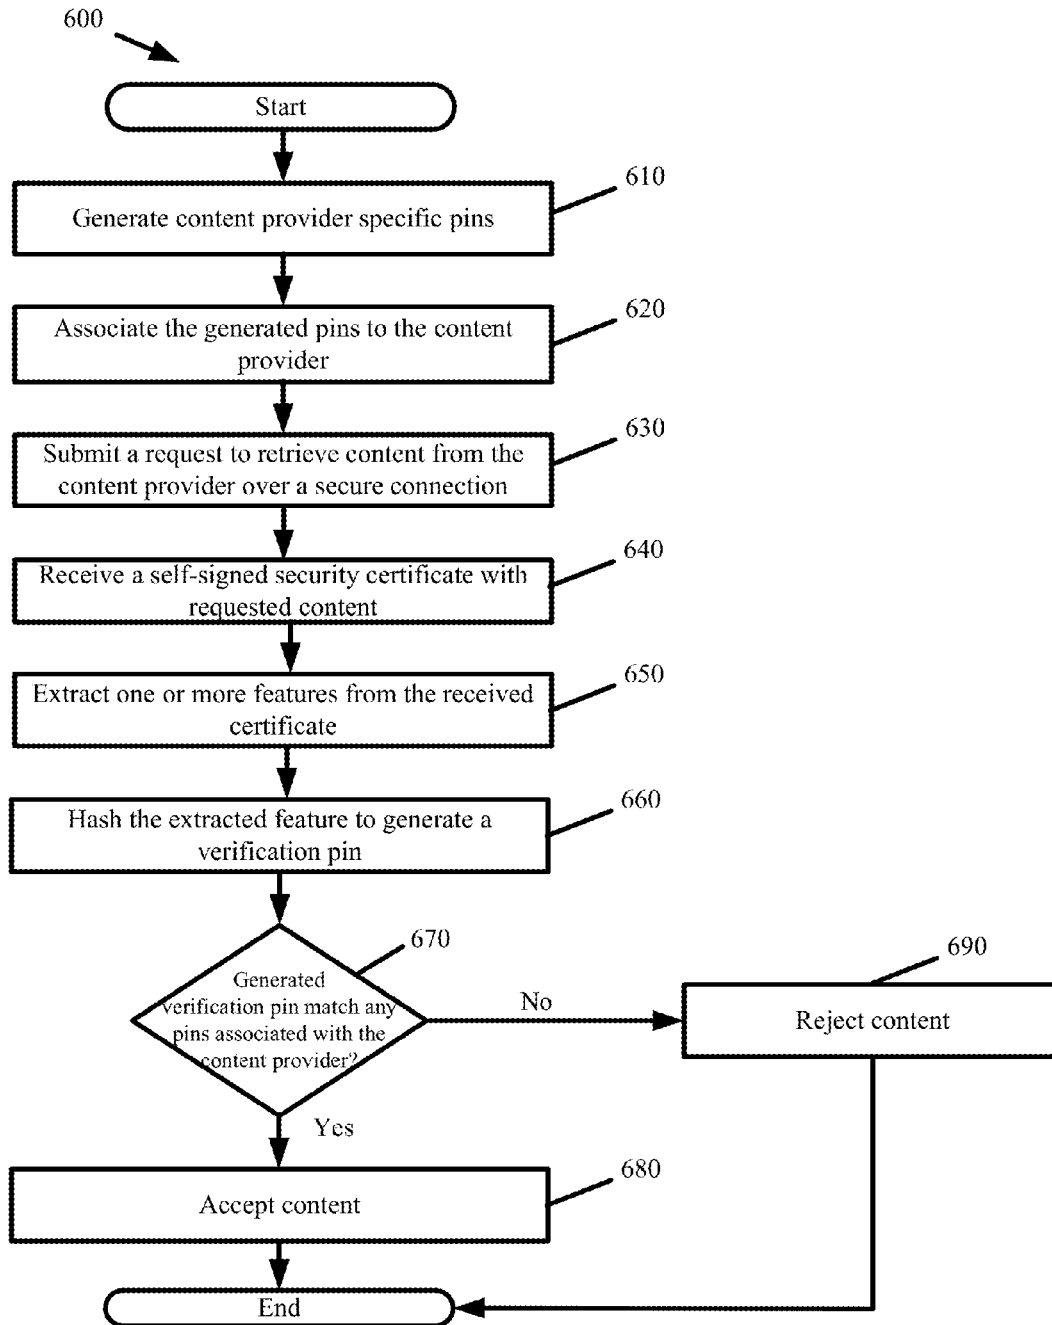 600
Start
610
Generate content provider specific pins
620
Associate the generated pins to the content
provider
630
Submit a request to retrieve content from the
content provider over a secure connection
640
Receive a self-signed security certificate with
requested content
650
Extract one or more features from the received
certificate
660
Hash the extracted feature to generate a
verification pin
670
Generated
verification pin match any
pins associated with the
content provider?
No
690
Reject content
Yes
680
Accept content
End